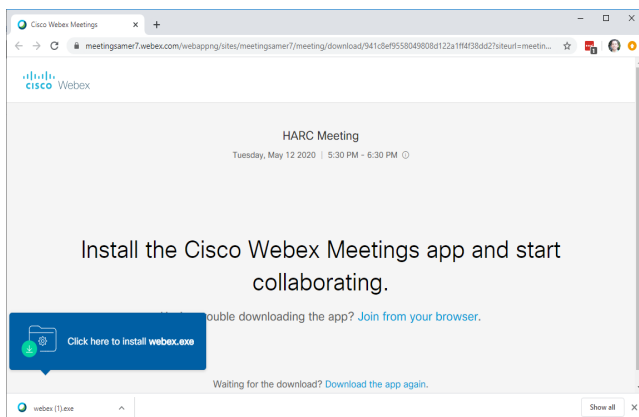 Cisco Webex Meetings
meetingsamer7.webex.com/webappng/sites/meetingsamer7/meeting/download/941c8ef9558049808d122a1ff4f38dd2?siteurl=meetin...
1
CISCO Webex
HARC Meeting
Tuesday, May 12 2020 | 5:30 PM - 6:30 PM
Install the Cisco Webex Meetings app and start
collaborating.
ouble downloading the app? Join from your browser.
Click here to install webex.exe
Waiting for the download? Download the app again.
webex (1).exe
Show all